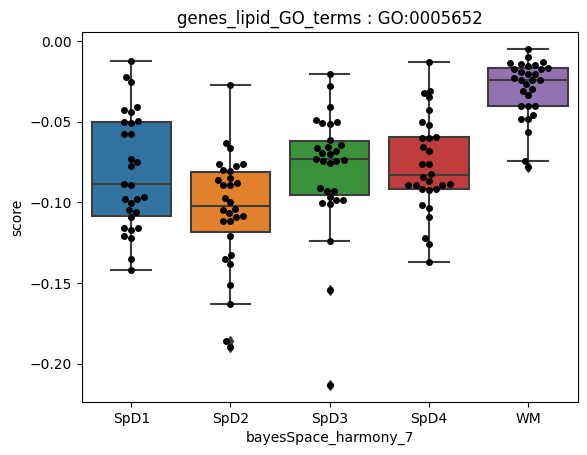 genes_lipid_GO_terms : GO:0005652
0.00
−0.05
−0.10
−0.15
−0.20
score
SpD1 SpD2 SpD3 SpD4 WM
bayesSpace_harmony_7